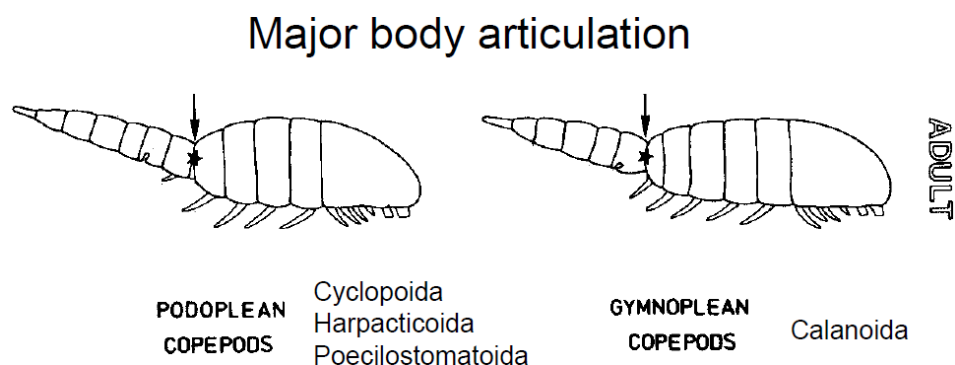 Major body articulation
ADULT
PODOPLEAN
COPEPODS
Cyclopoida
Harpacticoida
Poecilostomatoida
GYMNOPLEAN
COPEPODS
Calanoida